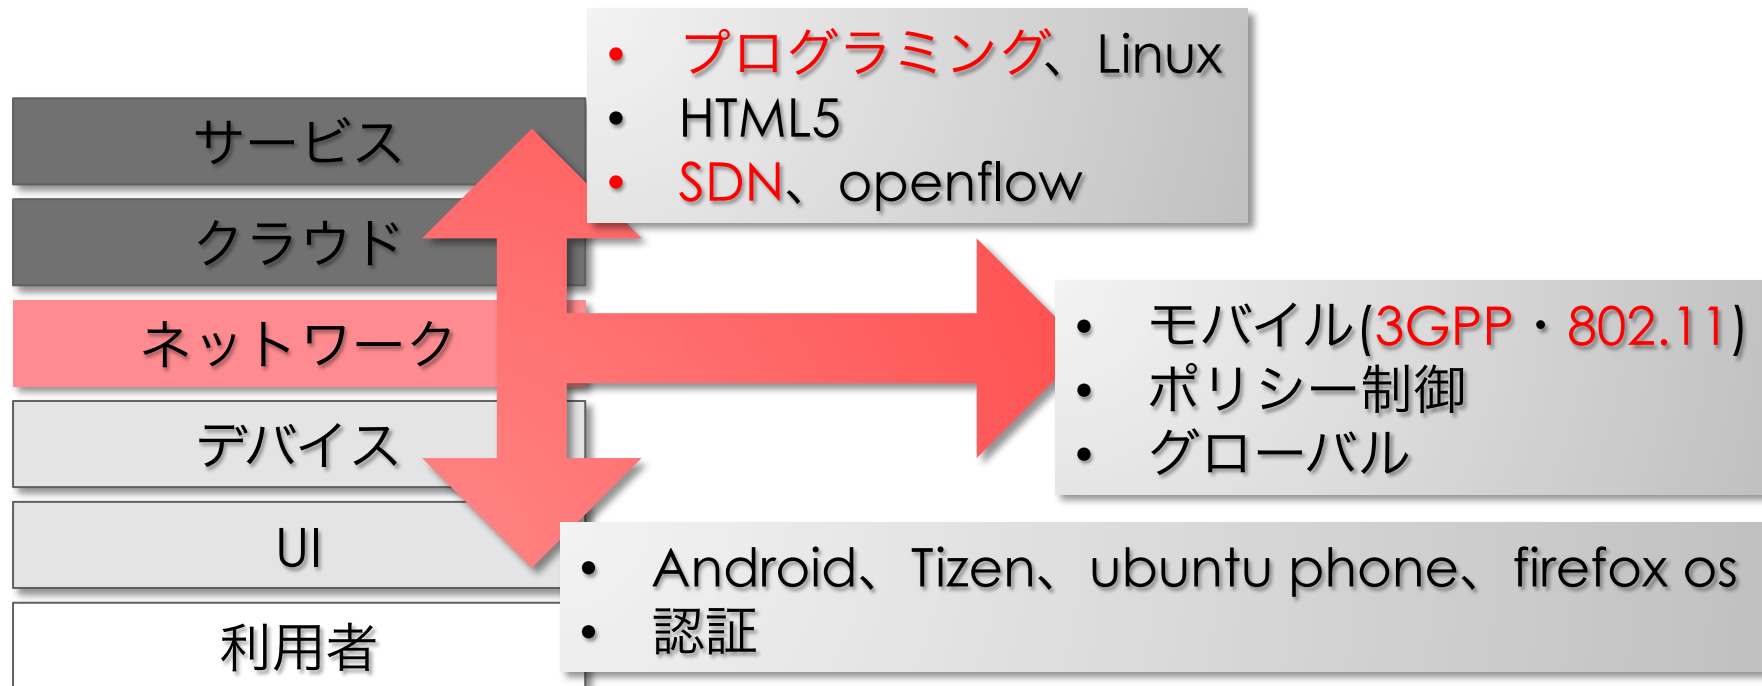 サービス
クラウド
ネットワーク
デバイス
UI
利用者
• プログラミング、Linux
• HTML5
• SDN、openflow
• モバイル(3GPP・802.11)
• ポリシー制御
• グローバル
• Android、Tizen、ubuntu phone、firefox os
• 認証